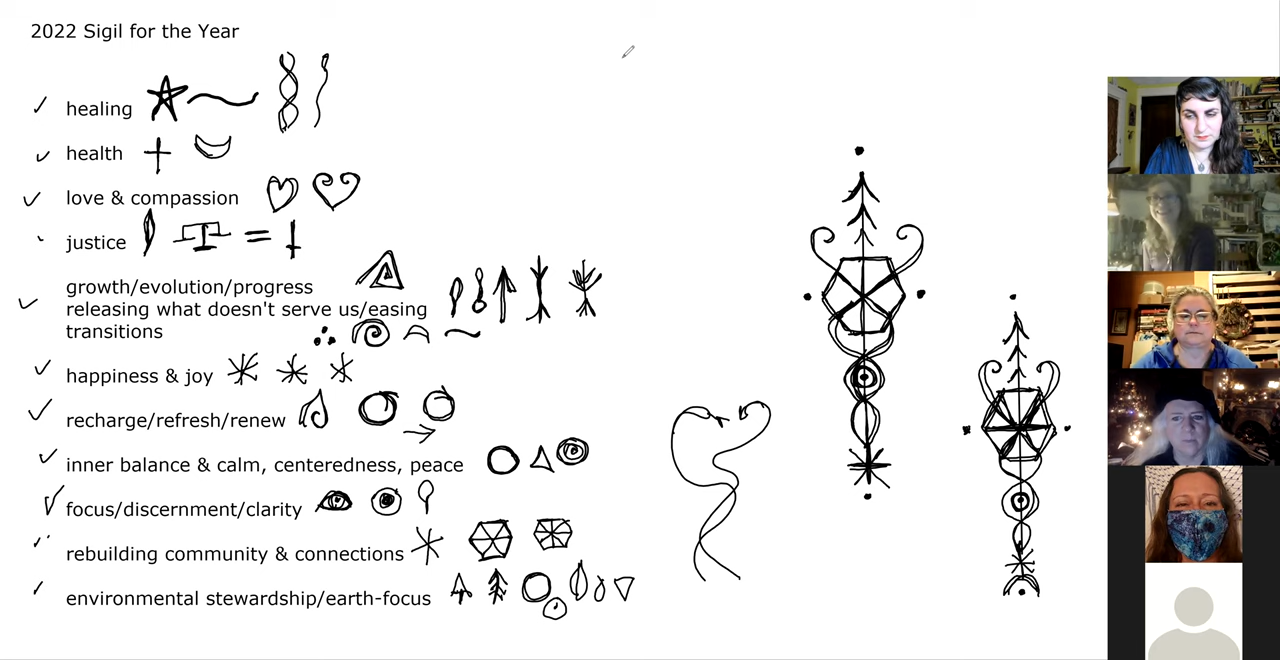 2022 Sigil for the Year
healing
health
love & compassion
justice
growth/evolution/progress
releasing what doesn't serve us/easing
transitions
happiness & joy
recharge/refresh/renew
inner balance & calm, centeredness, peace
focus/discernment/clarity
rebuilding community & connections
environmental stewardship/earth-focus